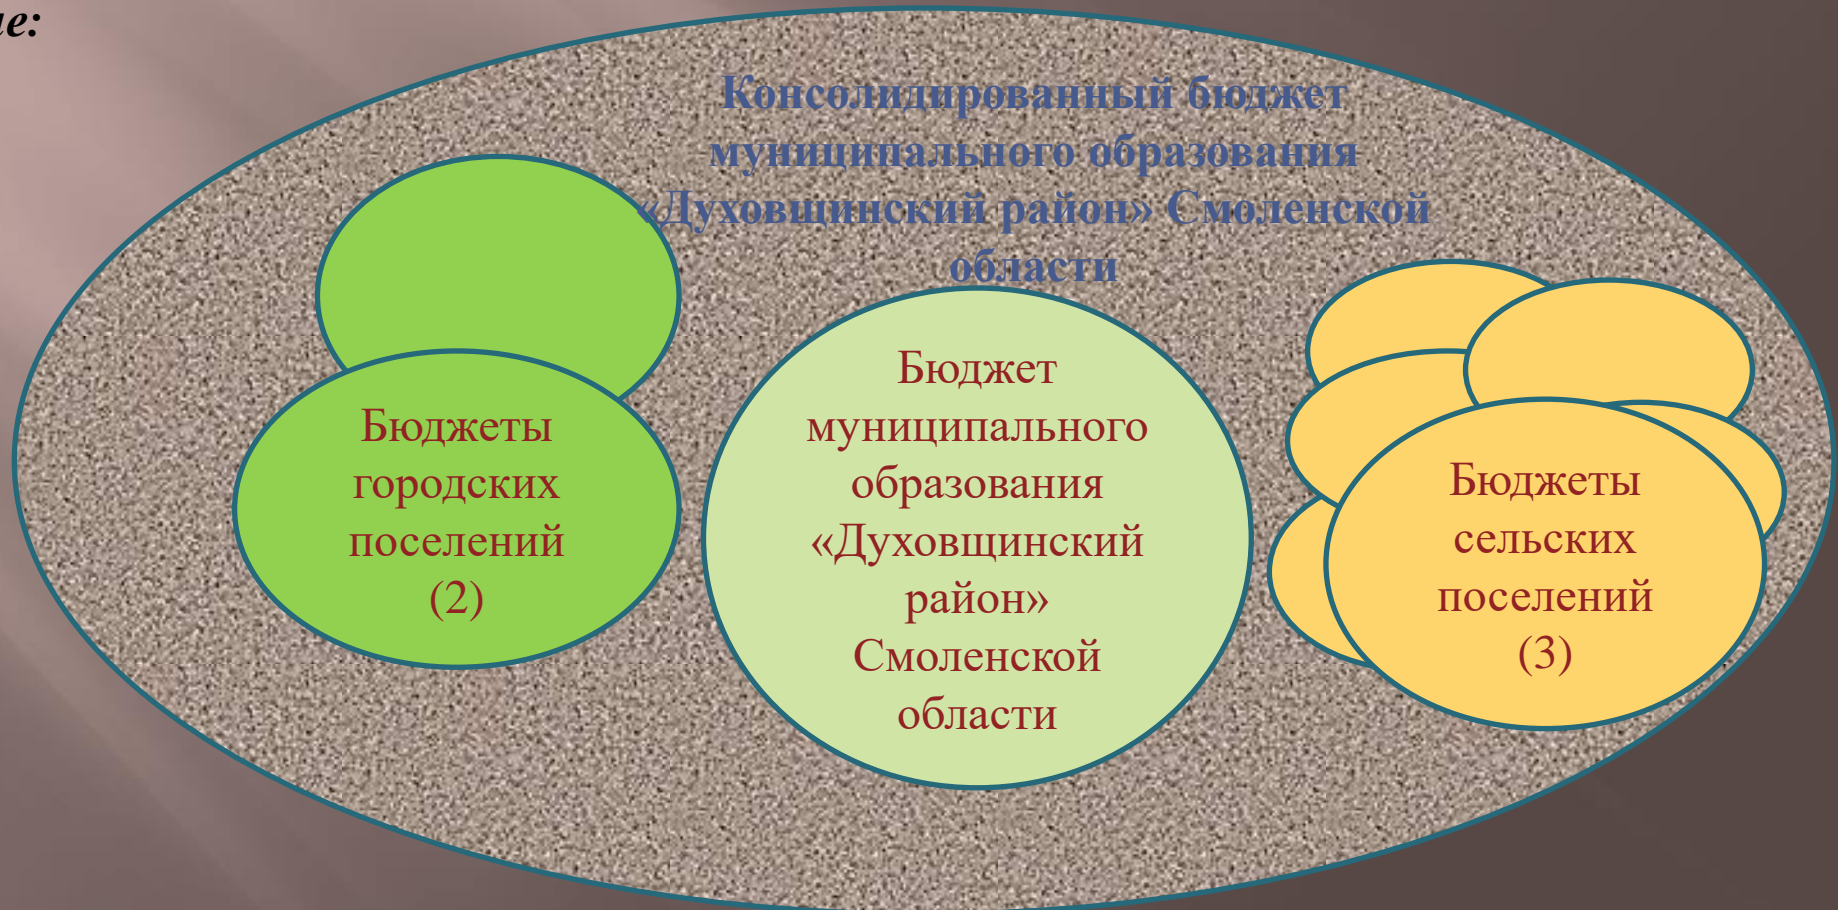 ие:
Консолидированный бюджет
муниципального образования
«Духовщинский район» Смоленской
области
Бюджеты
городских
поселений
(2)
Бюджет
муниципального
образования
«Духовщинский
район»
Смоленской
области
Бюджеты
сельских
поселений
(3)